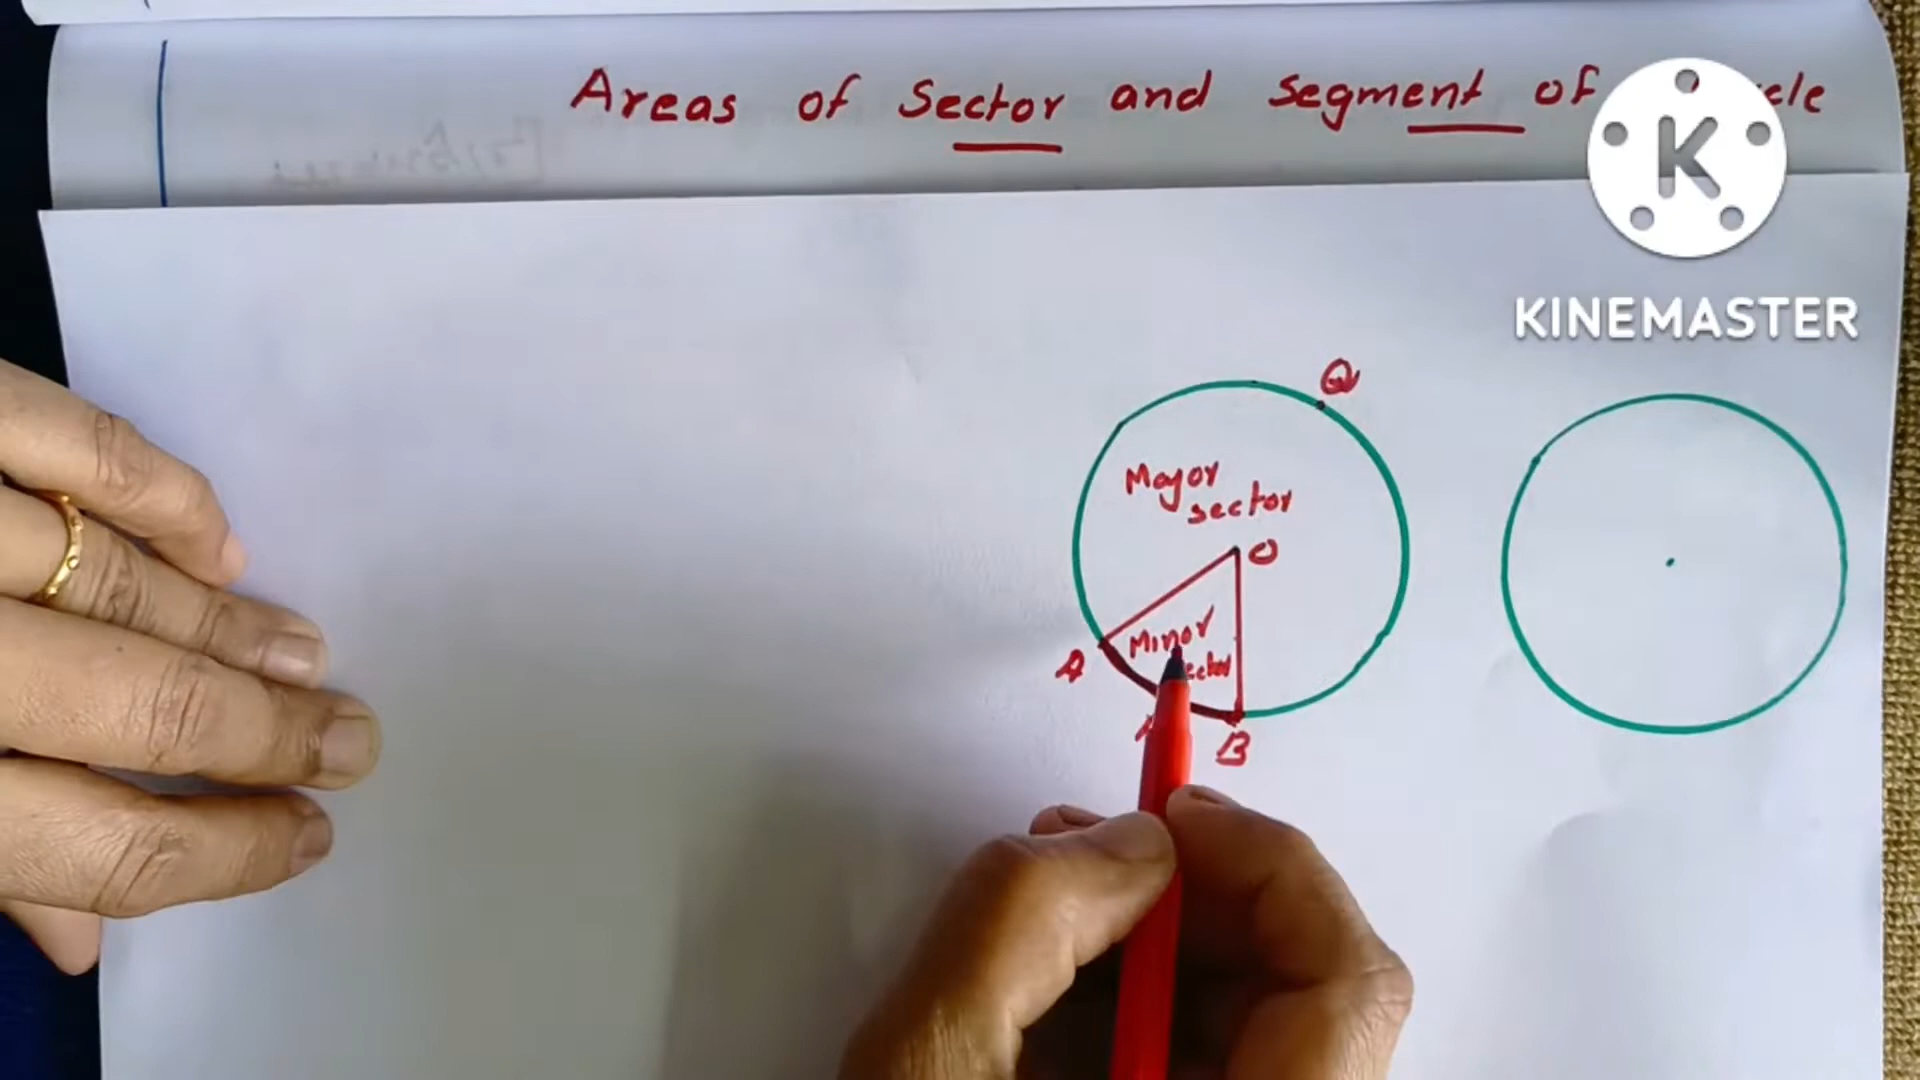 Areas of Sector and Segment of
K
KINEMASTER
Q
Major
sector
O
Minor
A
B